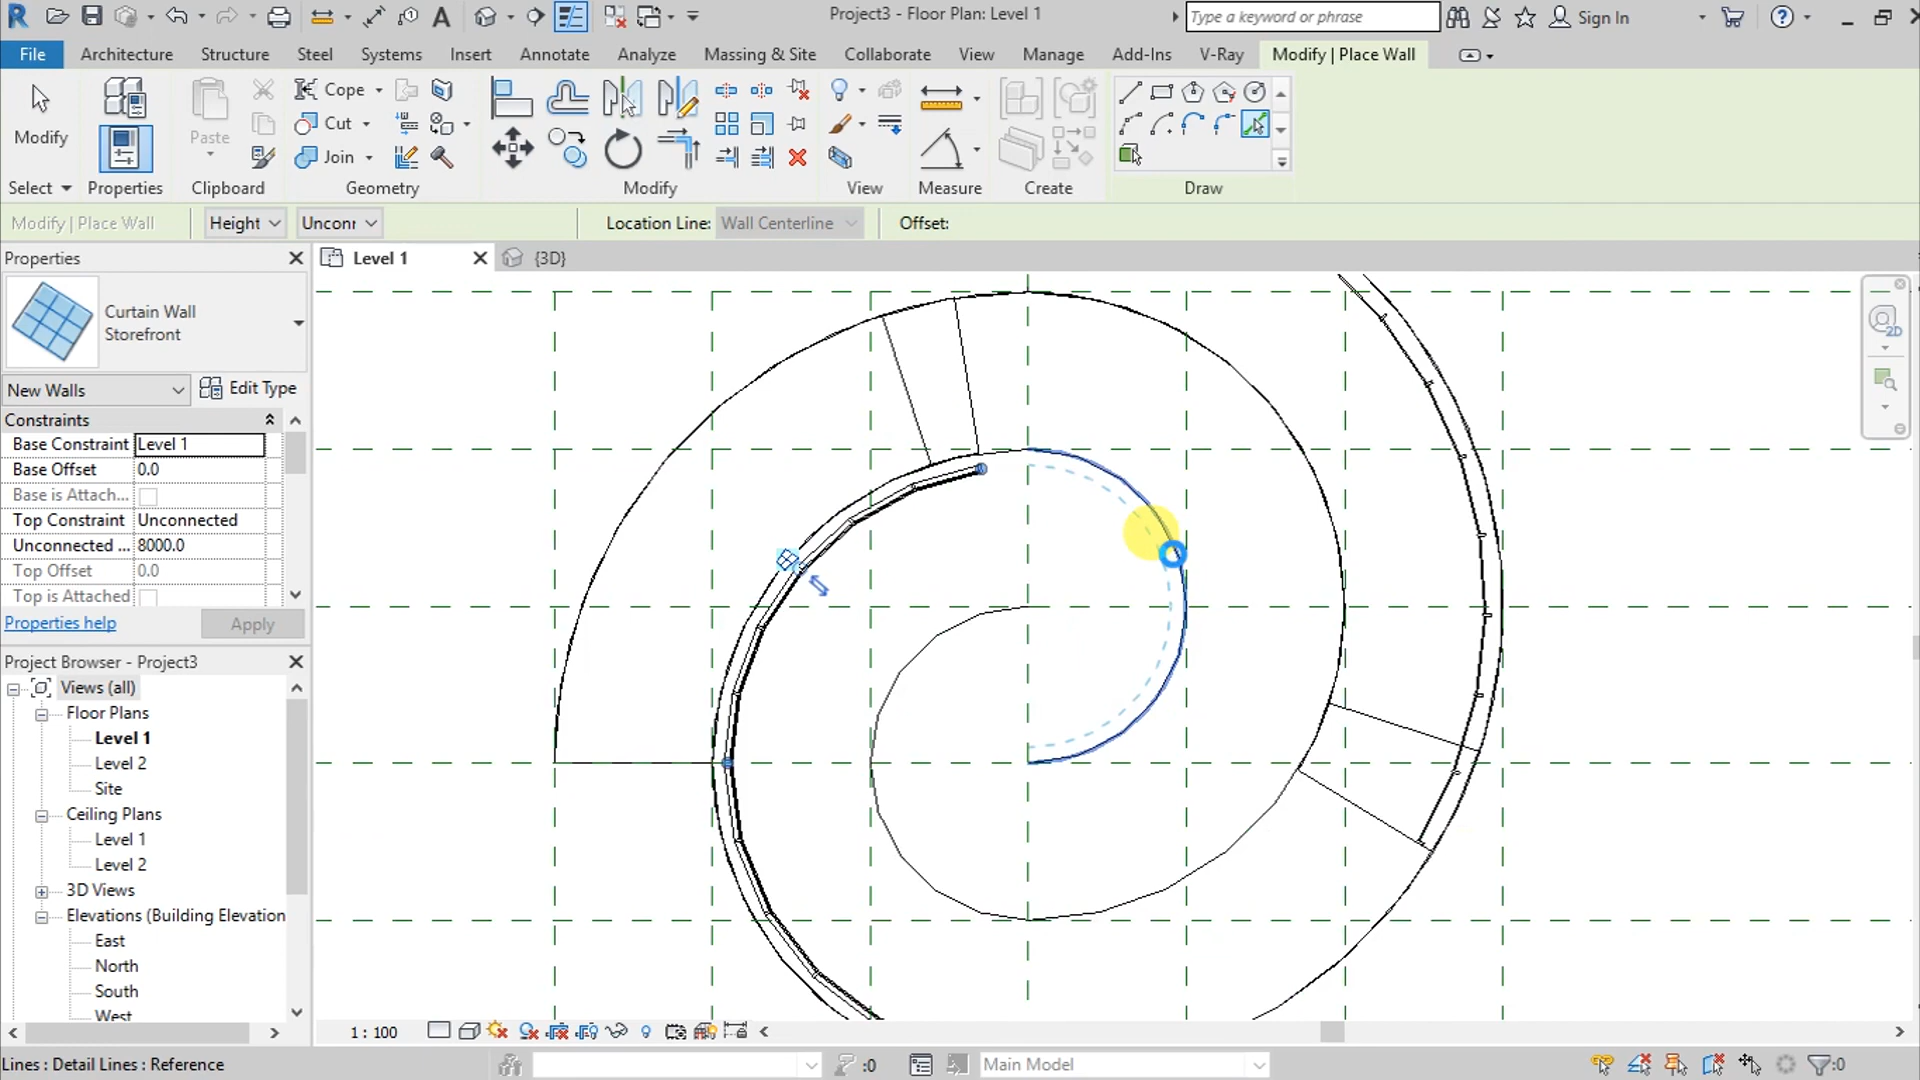 Project3 - Floor Plan: Level 1
Type a keyword or phrase
Sign In
File Architecture Structure Steel Systems Insert Annotate Analyze Massing & Site Collaborate View Manage Add-Ins V-Ray Modify | Place Wall
Modify
Paste
Cope
Cut
Join
Select Properties Clipboard Geometry Modify View Measure Create Draw
Modify | Place Wall Height Unconr Location Line: Wall Centerline Offset:
Properties
Level 1
{3D}
Curtain Wall
Storefront
New Walls Edit Type
Constraints
Base Constraint Level 1
Base Offset 0.0
Base is Attach...
Top Constraint Unconnected
Unconnected ... 8000.0
Top Offset 0.0
Top is Attached
Properties help Apply
Project Browser - Project3
Views (all)
Floor Plans
Level 1
Level 2
Site
Ceiling Plans
Level 1
Level 2
3D Views
Elevations (Building Elevation
East
North
South
West
2D
1 : 100
Lines : Detail Lines : Reference
:0
Main Model
:0